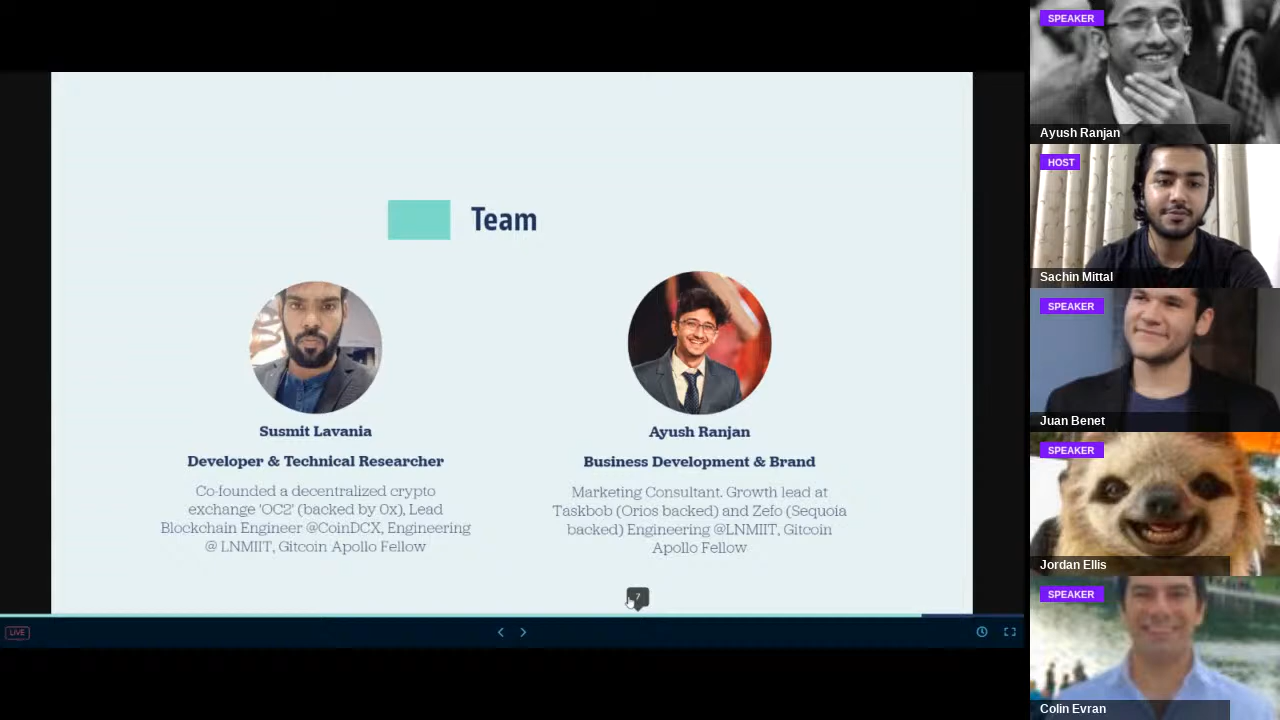 Team
Susmit Lavania
Developer & Technical Researcher
Co-founded a decentralized crypto
exchange 'OC2' (backed by 0x), Lead
Blockchain Engineer @CoinDCX, Engineering
@ LNMIIT, Gitcoin Apollo Fellow
Ayush Ranjan
Business Development & Brand
Marketing Consultant. Growth lead at
Taskbob (Orios backed) and Zefo (Sequoia
backed) Engineering @LNMIIT, Gitcoin
Apollo Fellow
7
LIVE
SPEAKER
Ayush Ranjan
HOST
Sachin Mittal
SPEAKER
Juan Benet
SPEAKER
Jordan Ellis
SPEAKER
Colin Evran